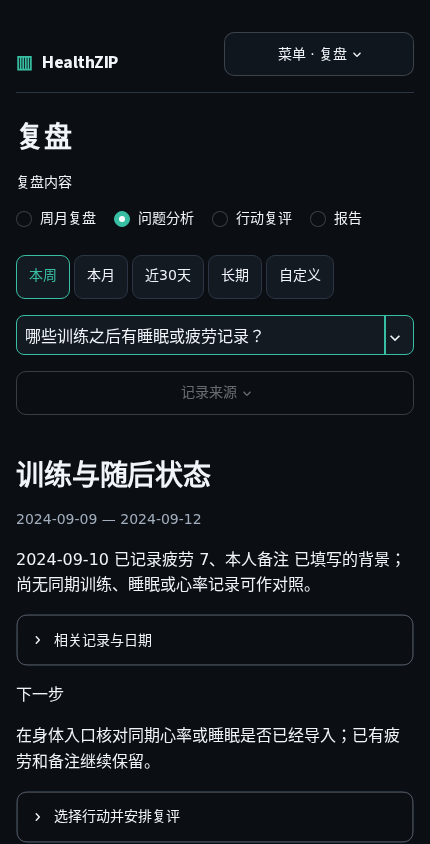 HealthZIP
菜单 · 复盘
复盘
复盘内容
周月复盘 问题分析 行动复评 报告
本周 本月 近30天 长期 自定义
哪些训练之后有睡眠或疲劳记录？
记录来源
训练与随后状态
2024-09-09 — 2024-09-12
2024-09-10 已记录疲劳 7、本人备注 已填写的背景；
尚无同期训练、睡眠或心率记录可作对照。
相关记录与日期
下一步
在身体入口核对同期心率或睡眠是否已经导入；已有疲
劳和备注继续保留。
选择行动并安排复评